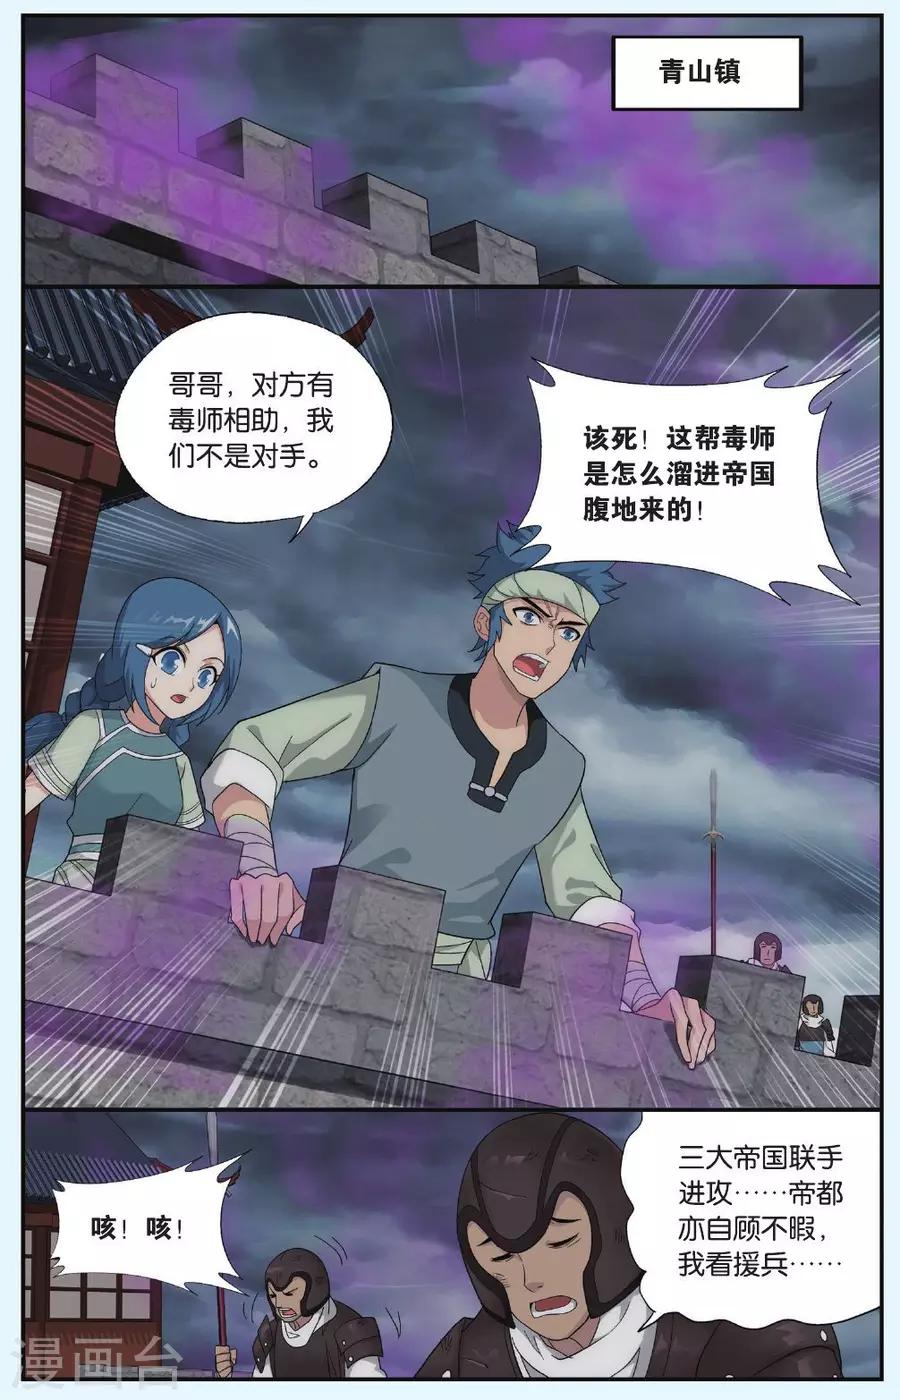 青山镇
哥哥，对方有
毒师相助，我
们不是对手。
该死！这帮毒师
是怎么溜进帝国
腹地来的！
咳！咳！
三大帝国联手
进攻……帝都
亦自顾不暇，
我看援兵……
漫画台